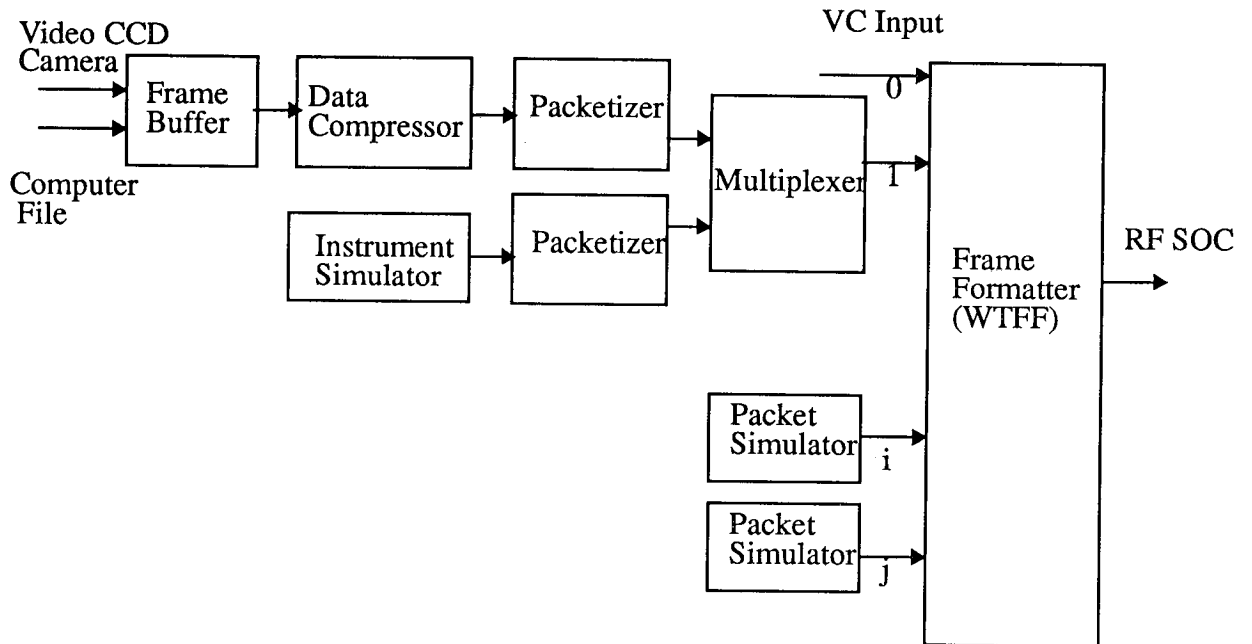 VC Input
Video CCD
Camera
Frame
Buffer
Data
Compressor
Packetizer
0
Multiplexer
1
Computer
File
Instrument
Simulator
Packetizer
RF SOC
Frame
Formatter
(WTFF)
Packet
Simulator
i
Packet
Simulator
j